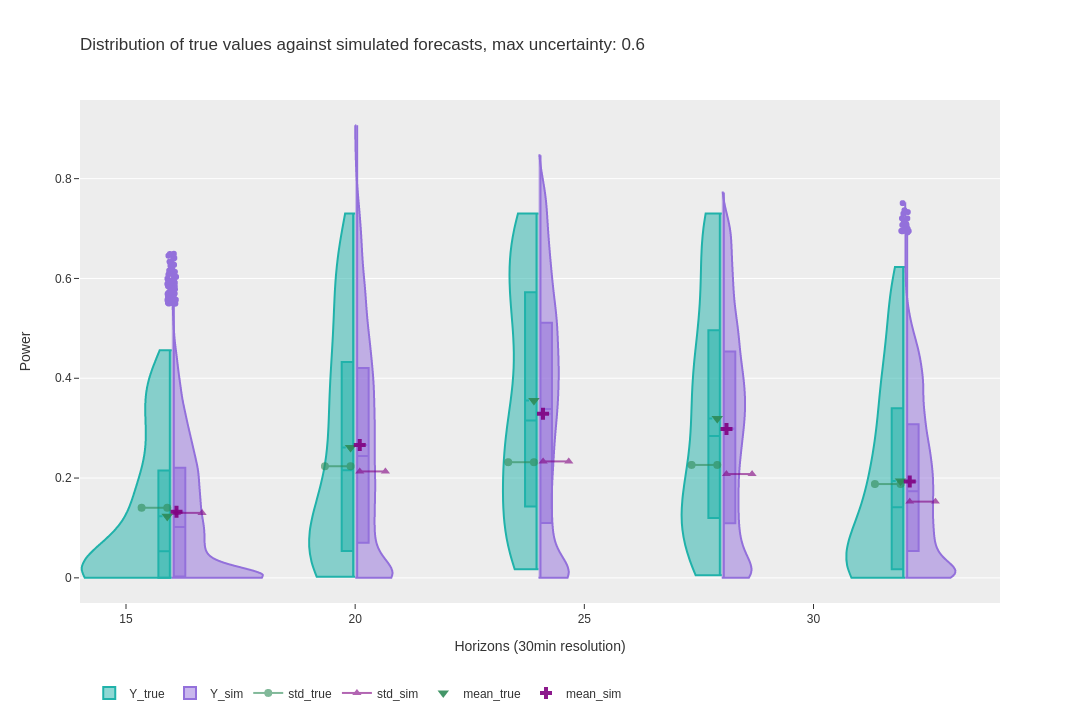 Distribution of true values against simulated forecasts, max uncertainty: 0.6
0.8
0.6
0.4
0.2
0
Power
15 20 25 30
Horizons (30min resolution)
Y_true Y_sim std_true std_sim mean_true mean_sim